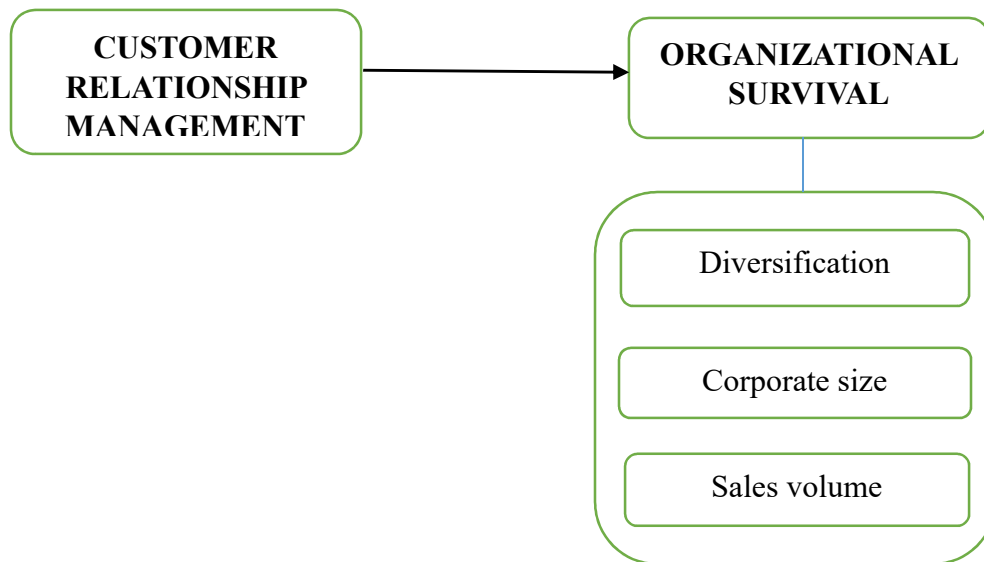 CUSTOMER
RELATIONSHIP
MANAGEMENT
ORGANIZATIONAL
SURVIVAL
Diversification
Corporate size
Sales volume